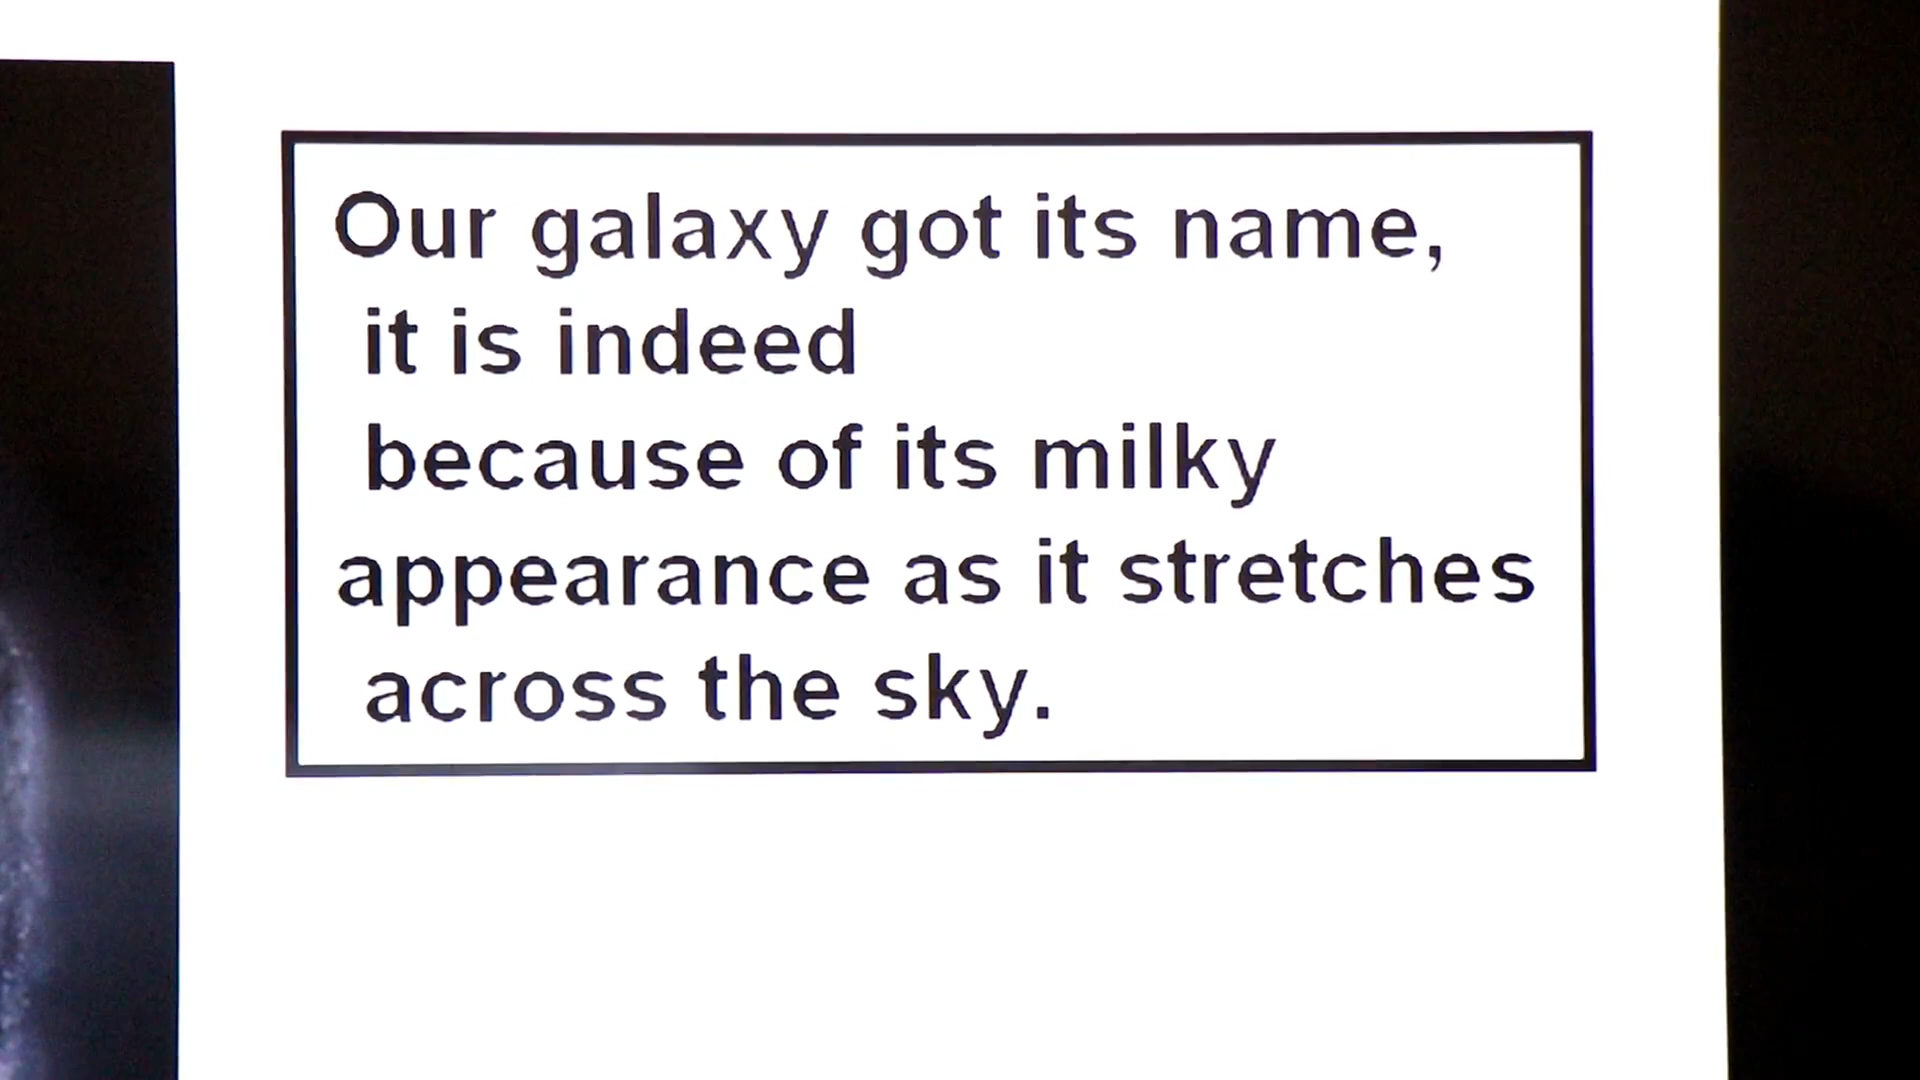 Our galaxy got its name,
it is indeed
because of its milky
appearance as it stretches
across the sky.